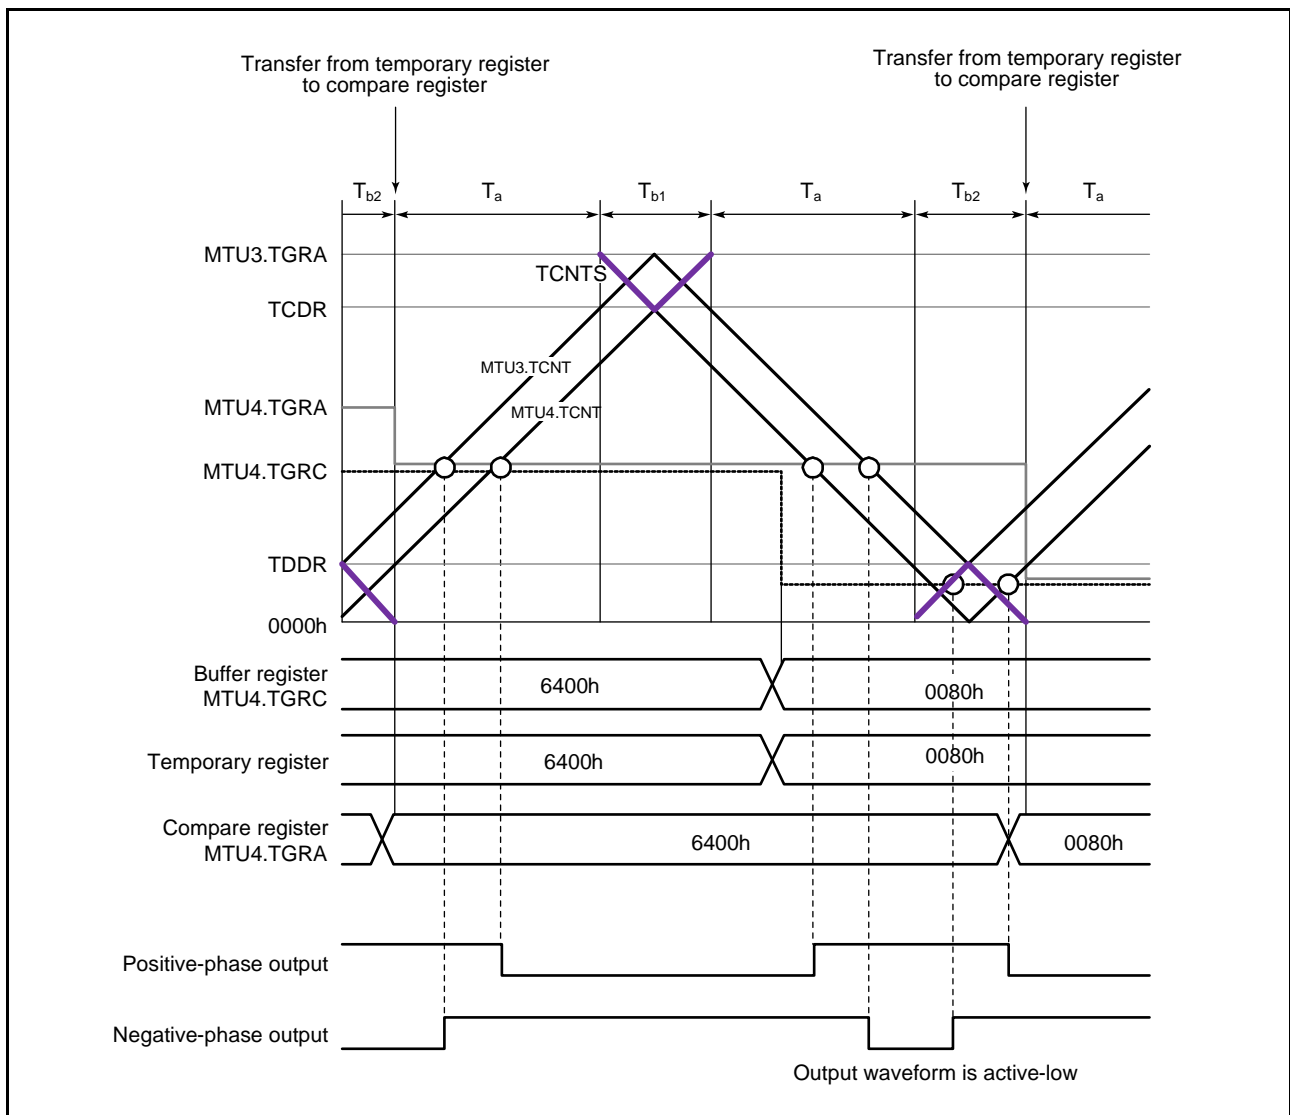 Transfer from temporary register
to compare register
Transfer from temporary register
to compare register
Tb2
Ta
Tb1
Ta
Tb2
Ta
MTU3.TGRA
TCNTS
TCDR
MTU3.TCNT
MTU4.TGRA
MTU4.TCNT
MTU4.TGRC
TDDR
0000h
Buffer register
MTU4.TGRC
6400h
0080h
Temporary register
6400h
0080h
Compare register
MTU4.TGRA
6400h
0080h
Positive-phase output
Negative-phase output
Output waveform is active-low